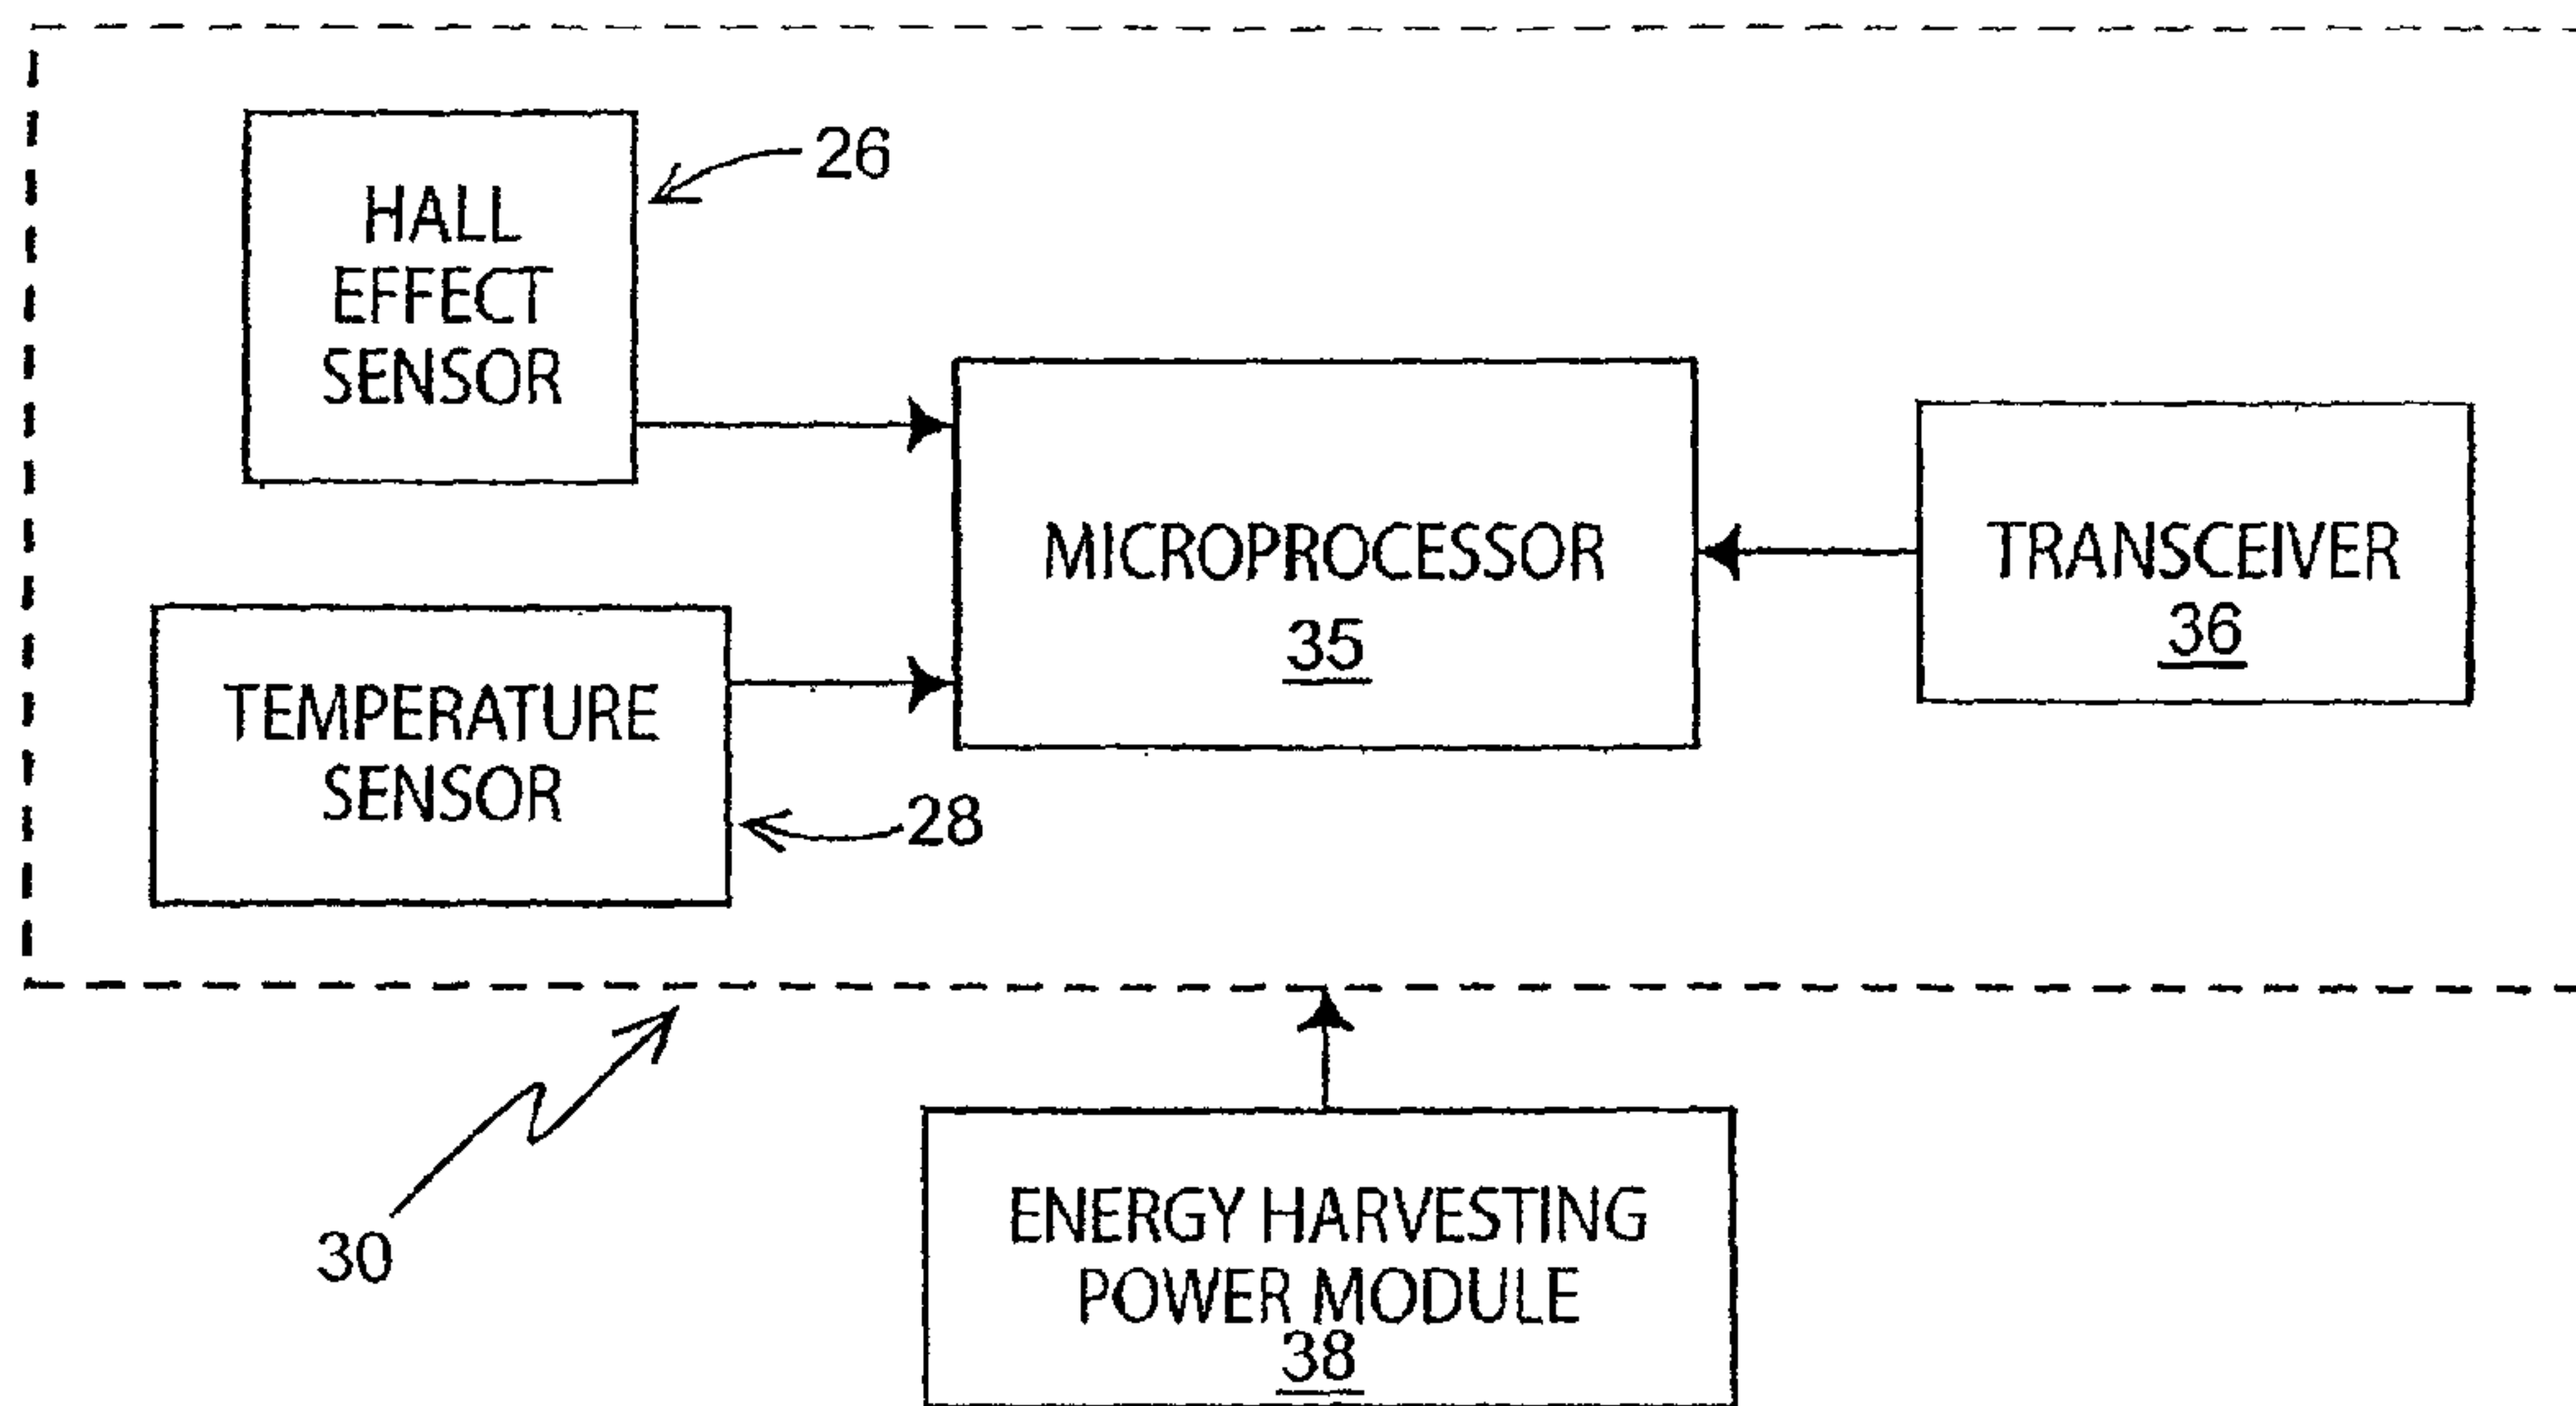 HALL
EFFECT
SENSOR
26
MICROPROCESSOR
35
TRANSCEIVER
36
TEMPERATURE
SENSOR
28
30
ENERGY HARVESTING
POWER MODULE
38